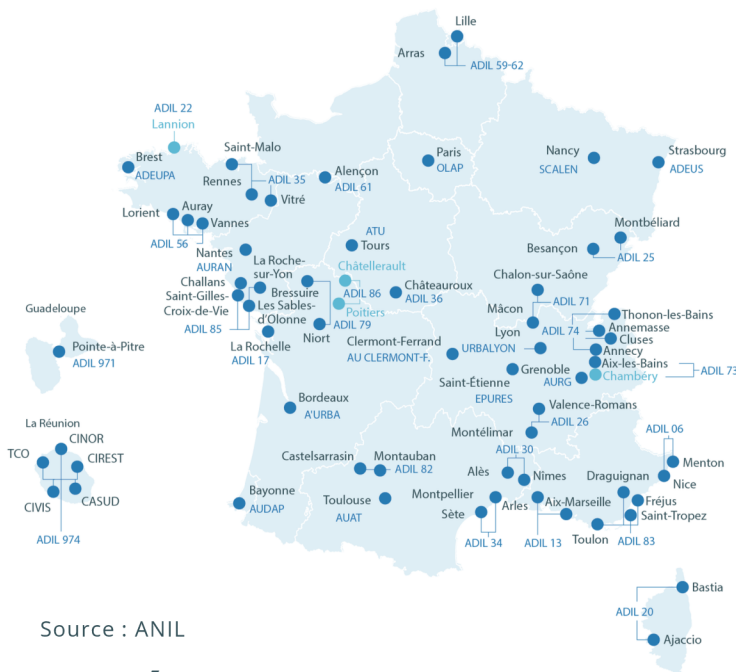 Lille
Arras
ADIL 59-62
ADIL 22
Lannion
Brest
ADEUPA
Saint-Malo
Rennes
ADIL 35
Vitré
Alençon
ADIL 61
Paris
OLAP
Nancy
SCALEN
Strasbourg
ADEUS
Lorient
Auray
Vannes
ADIL 56
Nantes
AURAN
ATU
Tours
Montbéliard
Besançon
ADIL 25
Challans
Saint-Gilles-
Croix-de-Vie
ADIL 85
La Roche-
sur-Yon
Les Sables-
d'Olonne
Bressuire
Niort
ADIL 79
Châtellerault
ADIL 86
Poitiers
Châteauroux
ADIL 36
Chalon-sur-Saône
Mâcon
ADIL 71
La Rochelle
ADIL 17
Clermont-Ferrand
AU CLERMONT-F.
Lyon
URBALYON
ADIL 74
Thonon-les-Bains
Annemasse
Cluses
Annecy
Aix-les-Bains
Chambéry
ADIL 73
Saint-Étienne
EPURES
Grenoble
AURG
Guadeloupe
Pointe-à-Pitre
ADIL 971
Bordeaux
A'URBA
Valence-Romans
ADIL 26
Montélimar
La Réunion
CINOR
TCO
CIREST
CIVIS
CASUD
ADIL 974
Castelsarrasin
Montauban
ADIL 82
Alès
ADIL 30
Nîmes
ADIL 06
Menton
Nice
Bayonne
AUDAP
Toulouse
AUAT
Montpellier
Sète
ADIL 34
Arles
Aix-Marseille
ADIL 13
Draguignan
Fréjus
Saint-Tropez
Toulon
ADIL 83
Bastia
ADIL 20
Ajaccio
Source : ANIL